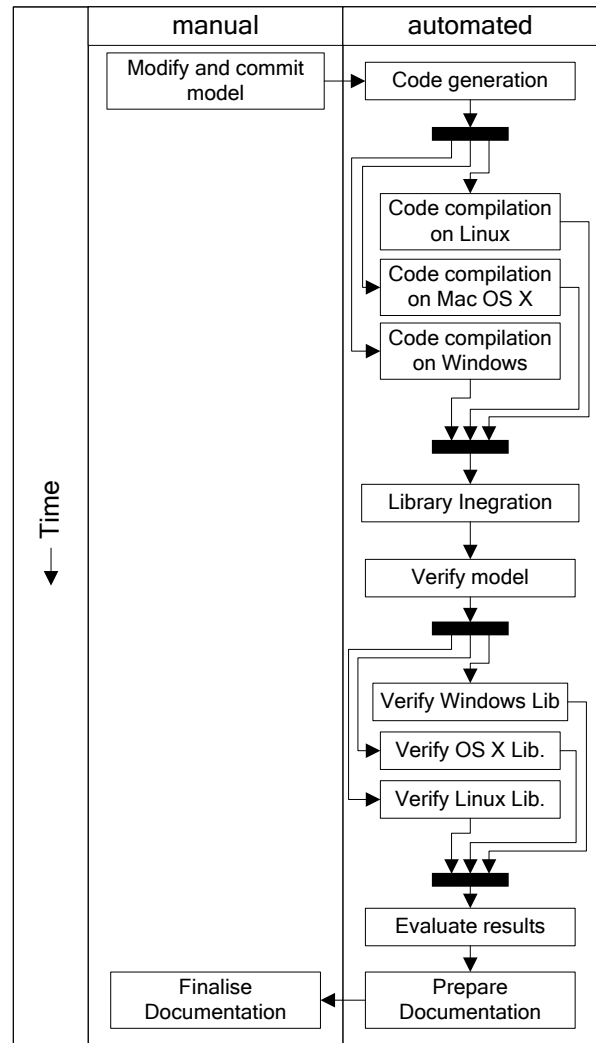 manual
automated
Modify and commit
model
Code generation
Code compilation
on Linux
Code compilation
on Mac OS X
Code compilation
on Windows
Time
Library Inegration
Verify model
Verify Windows Lib
Verify OS X Lib.
Verify Linux Lib.
Evaluate results
Finalise
Documentation
Prepare
Documentation